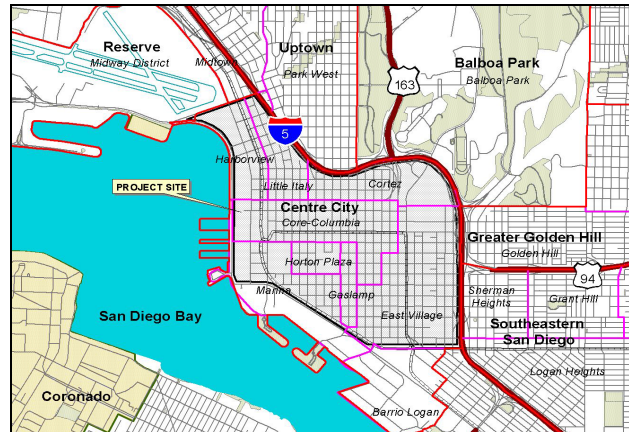 Reserve
Midway District
Midtown
Uptown
Park West
163
Balboa Park
Balboa Park
5
Harborview
Little Italy
Cortez
PROJECT SITE
Centre City
Core-Columbia
Greater Golden Hill
Golden Hill
Horton Plaza
94
Marina
Gaslamp
Sherman
Heights
Grant Hill
San Diego Bay
East Village
Southeastern
San Diego
Logan Heights
Coronado
Barrio Logan